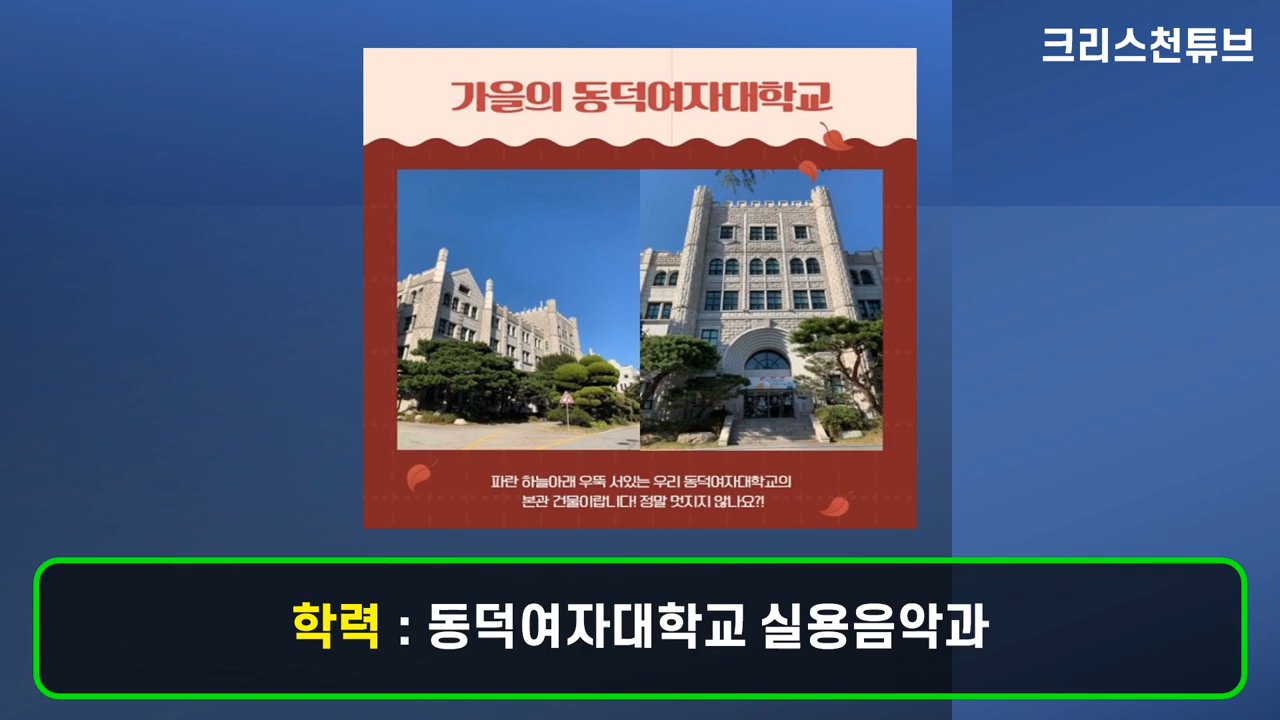 크리스천튜브
가을의 동덕여자대학교
파란 하늘아래 우뚝 서있는 우리 동덕여자대학교의
본관 건물이랍니다! 정말 멋지지 않나요?!
학력 : 동덕여자대학교 실용음악과